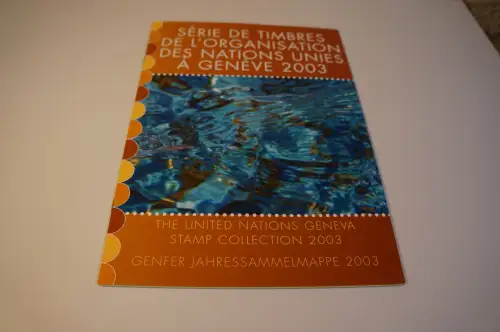 SÉRIE DE TIMBRES
DE L'ORGANISATION
DES NATIONS UNIES
À GENÈVE 2003
THE UNITED NATIONS GENEVA
STAMP COLLECTION 2003
GENFER JAHRESSAMMELMAPPE 2003